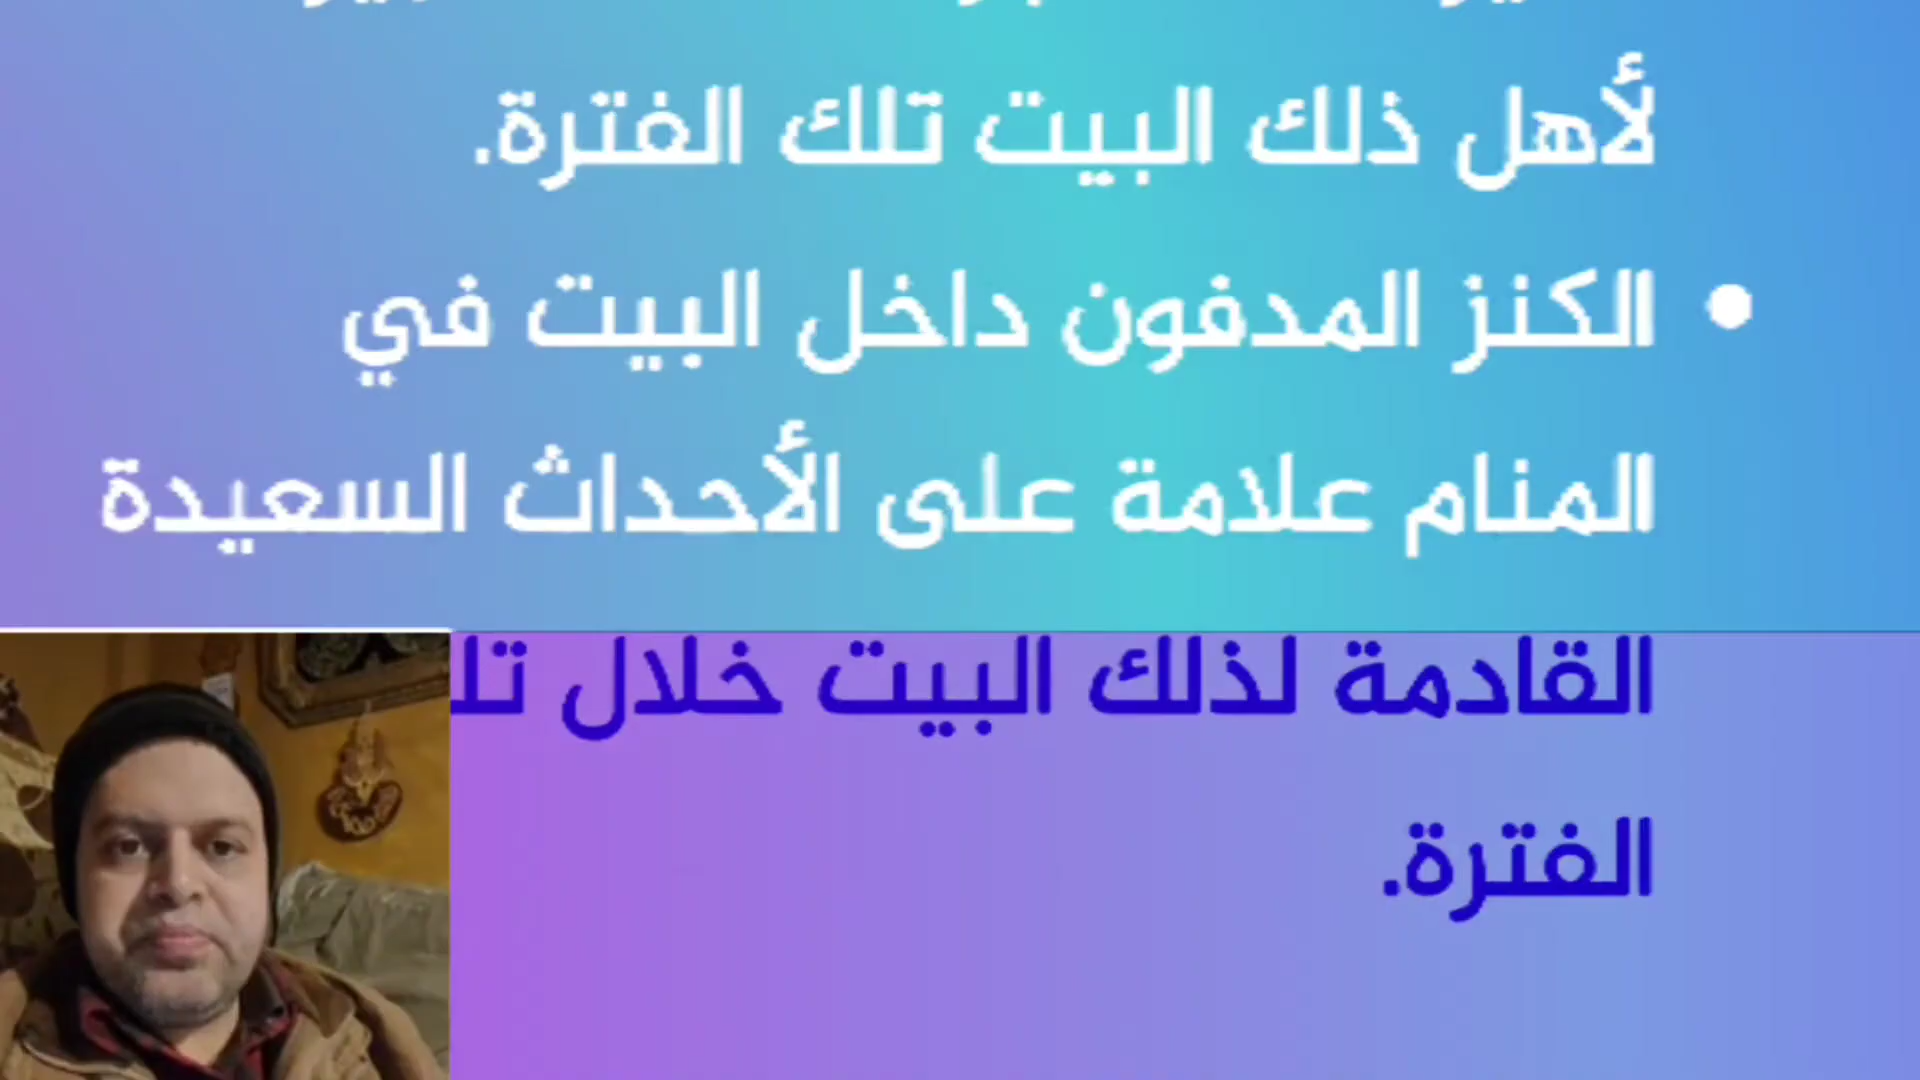 لأهل ذلك البيت تلك الفترة.
• الكنز المدفون داخل البيت في
المنام علامة على الأحداث السعيدة
القادمة لذلك البيت خلال
الفترة.